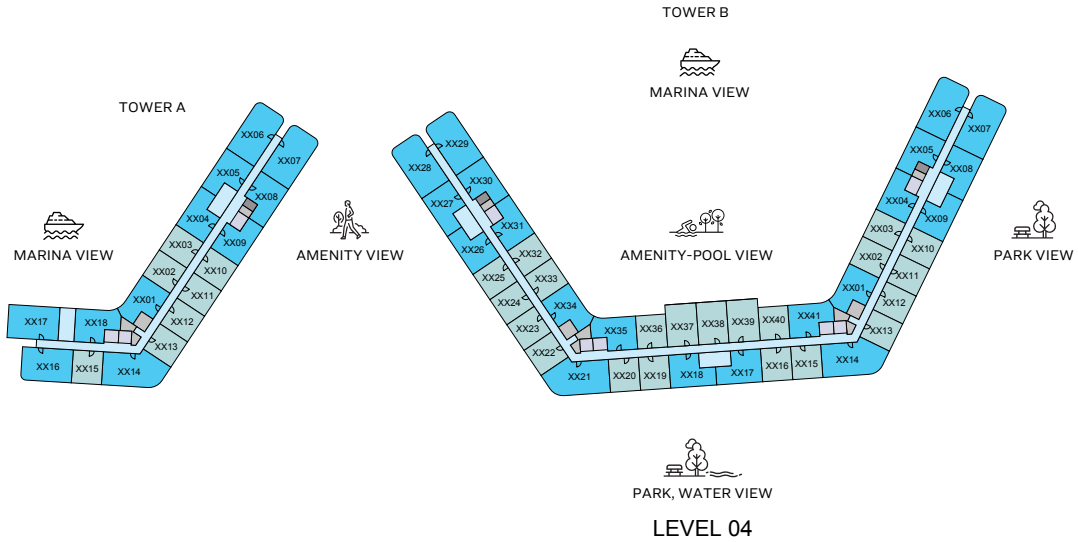 TOWER B
MARINA VIEW
TOWER A
MARINA VIEW
AMENITY VIEW
AMENITY-POOL VIEW
PARK VIEW
XX06
XX07
XX05
XX08
XX04
XX09
XX03
XX10
XX02
XX11
XX01
XX12
XX13
XX17
XX18
XX16
XX15
XX14
XX29
XX28
XX30
XX27
XX31
XX26
XX32
XX25
XX33
XX24
XX34
XX23
XX22
XX21
XX35
XX36
XX37
XX38
XX39
XX40
XX41
XX20
XX19
XX18
XX17
XX16
XX15
XX14
XX06
XX07
XX05
XX08
XX04
XX09
XX03
XX10
XX02
XX11
XX01
XX12
XX13
PARK, WATER VIEW
LEVEL 04